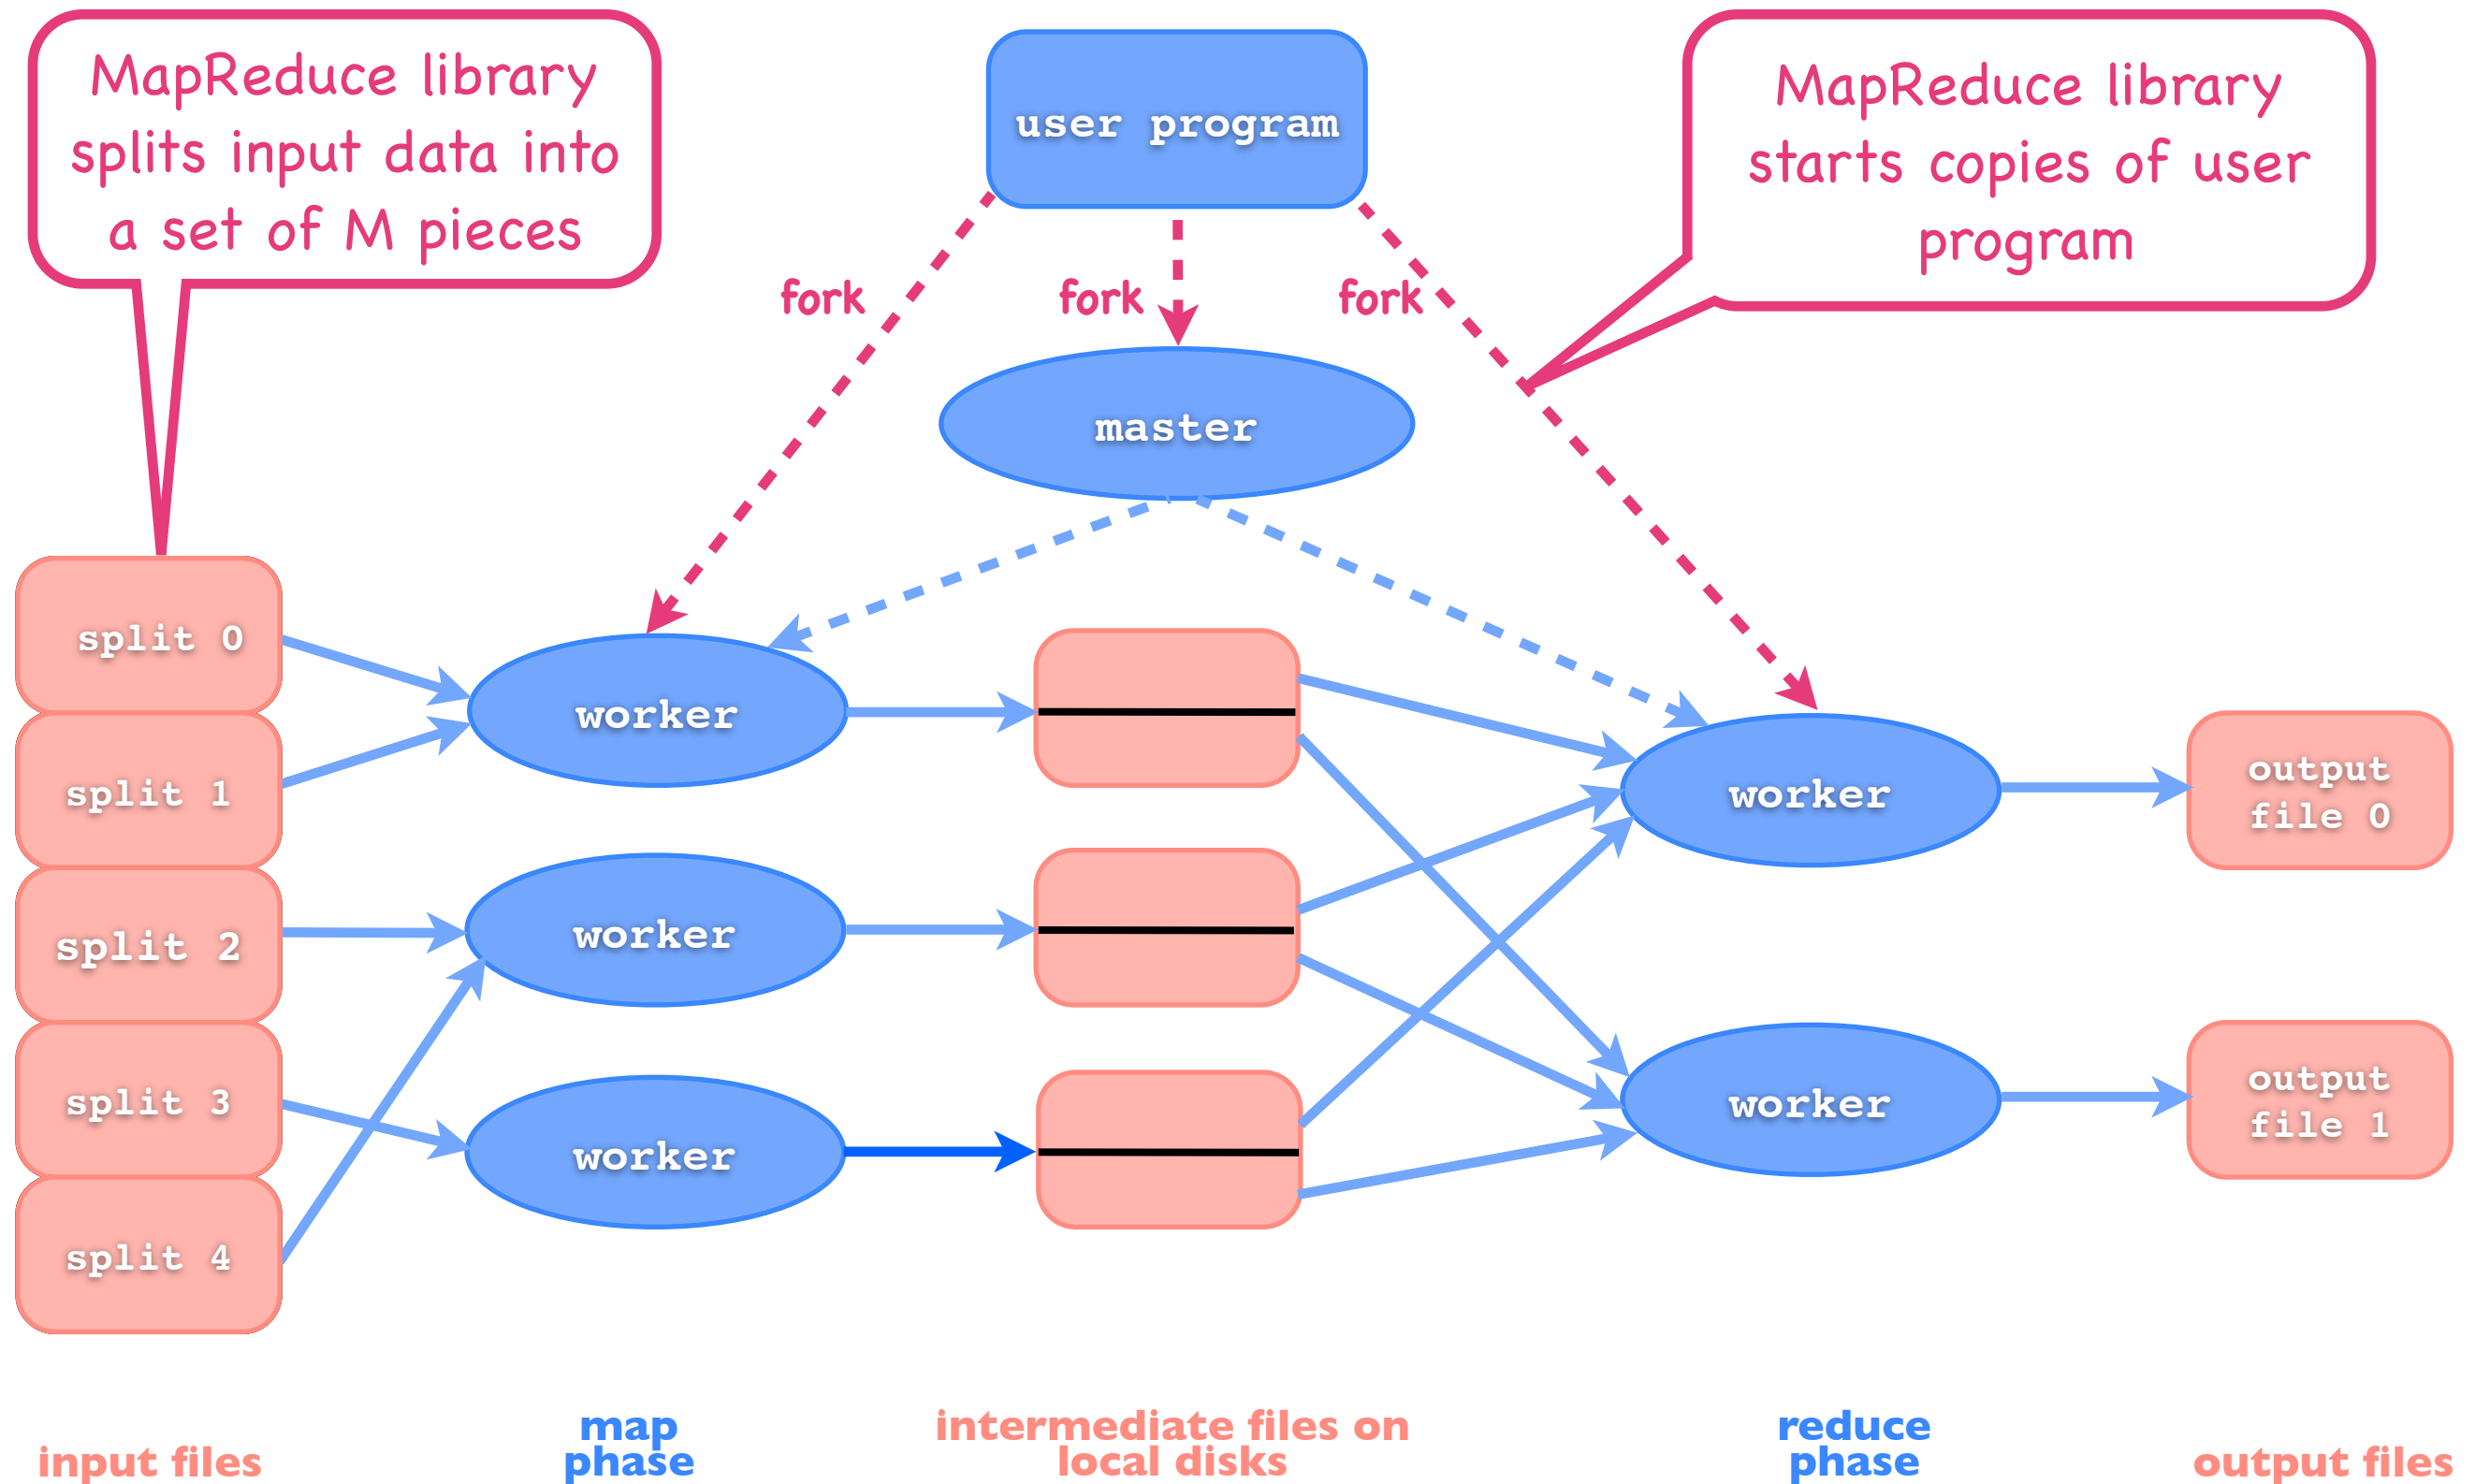 MapReduce library
splits input data into
a set of M pieces
user program
MapReduce library
starts copies of user
program
fork
fork
fork
master
split 0
split 1
split 2
split 3
split 4
worker
worker
worker
worker
worker
output
file 0
output
file 1
input files
map
phase
intermediate files on
local disks
reduce
phase
output files